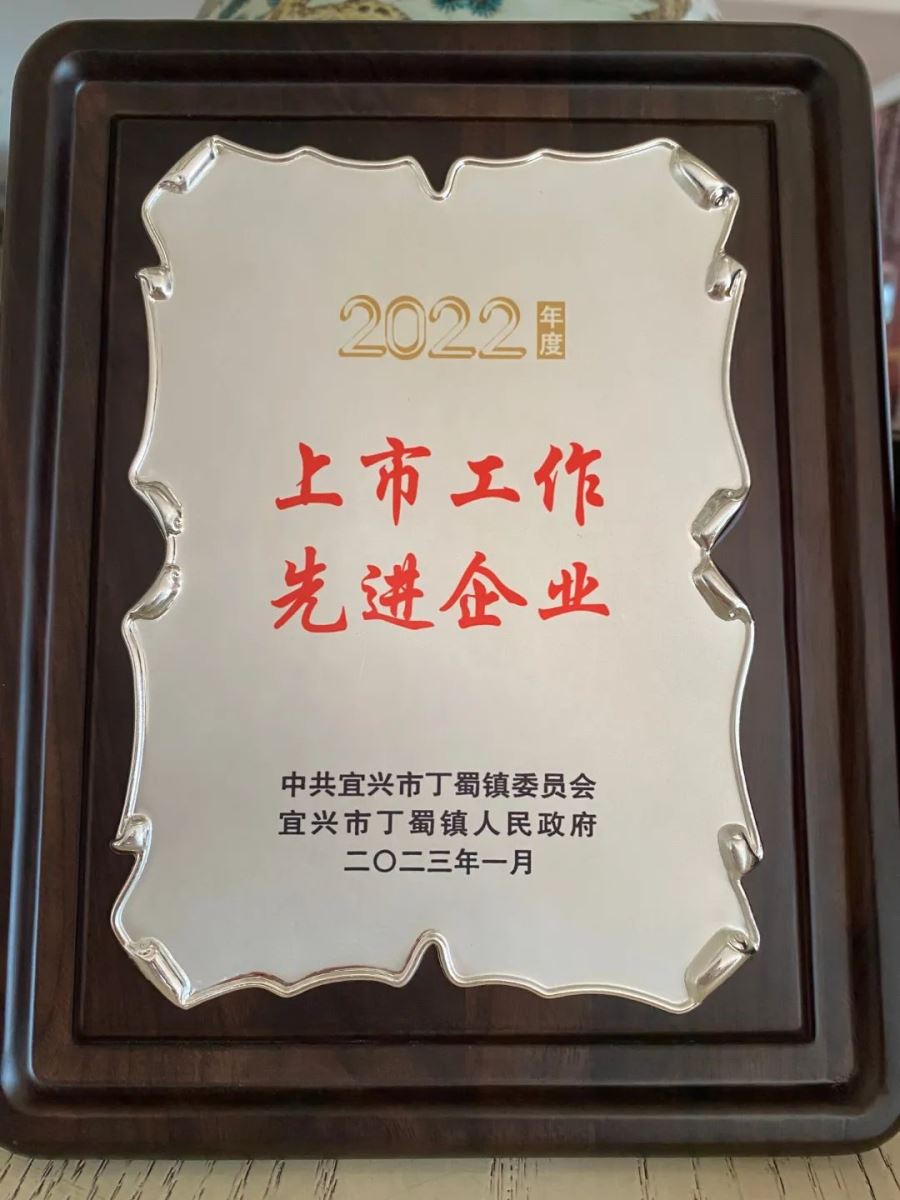 2022年度
上市工作
先进企业
中共宜兴市丁蜀镇委员会
宜兴市丁蜀镇人民政府
二〇二三年一月